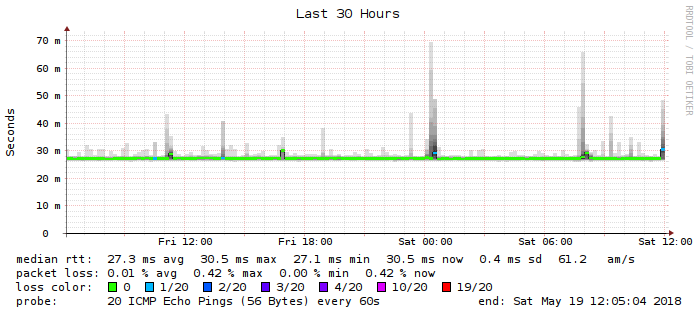 Last 30 Hours
RRDTOOL / TOBI OETIKER
Seconds
70 m
60 m
50 m
40 m
30 m
20 m
10 m
0
Fri 12:00 Fri 18:00 Sat 00:00 Sat 06:00 Sat 12:00
median rtt: 27.3 ms avg 30.5 ms max 27.1 ms min 30.5 ms now 0.4 ms sd 61.2 am/s
packet loss: 0.01 % avg 0.42 % max 0.00 % min 0.42 % now
loss color: 0 1/20 2/20 3/20 4/20 10/20 19/20
probe: 20 ICMP Echo Pings (56 Bytes) every 60s end: Sat May 19 12:05:04 2018